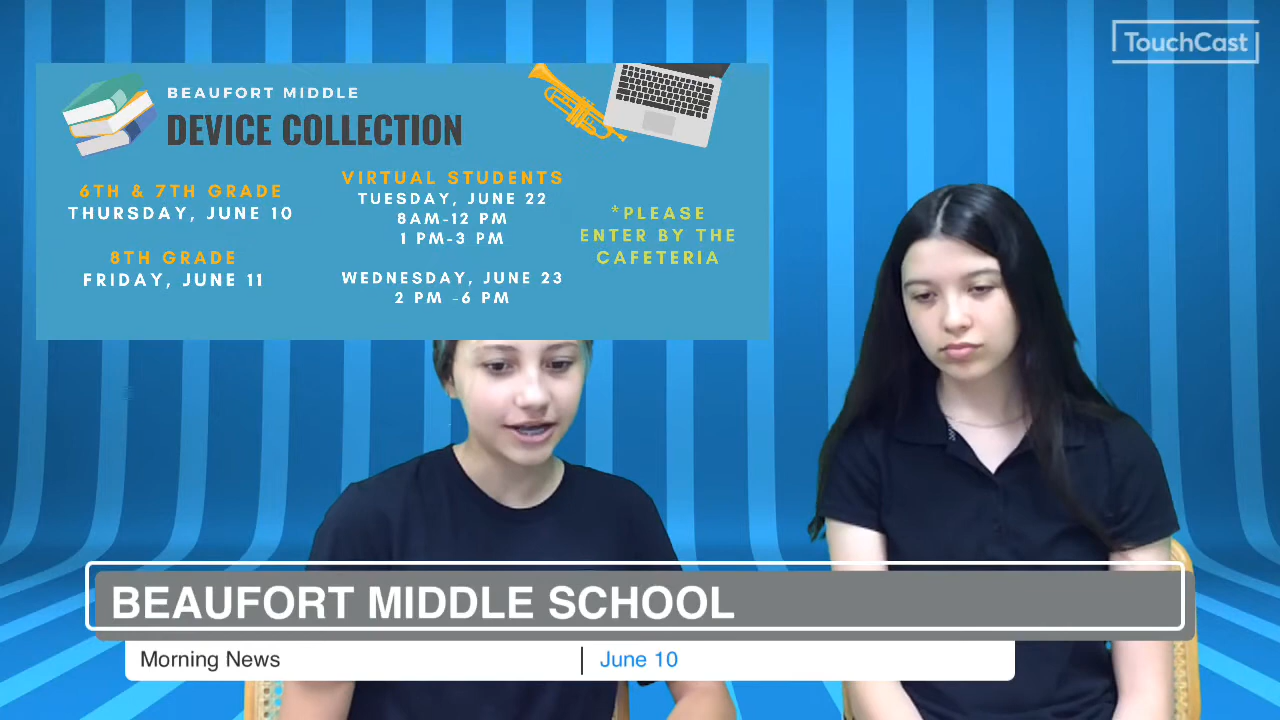 TouchCast
BEAUFORT MIDDLE
DEVICE COLLECTION
6TH & 7TH GRADE
THURSDAY, JUNE 10
8TH GRADE
FRIDAY, JUNE 11
VIRTUAL STUDENTS
TUESDAY, JUNE 22
8AM-12 PM
1 PM-3 PM
WEDNESDAY, JUNE 23
2 PM -6 PM
*PLEASE
ENTER BY THE
CAFETERIA
BEAUFORT MIDDLE SCHOOL
Morning News
June 10